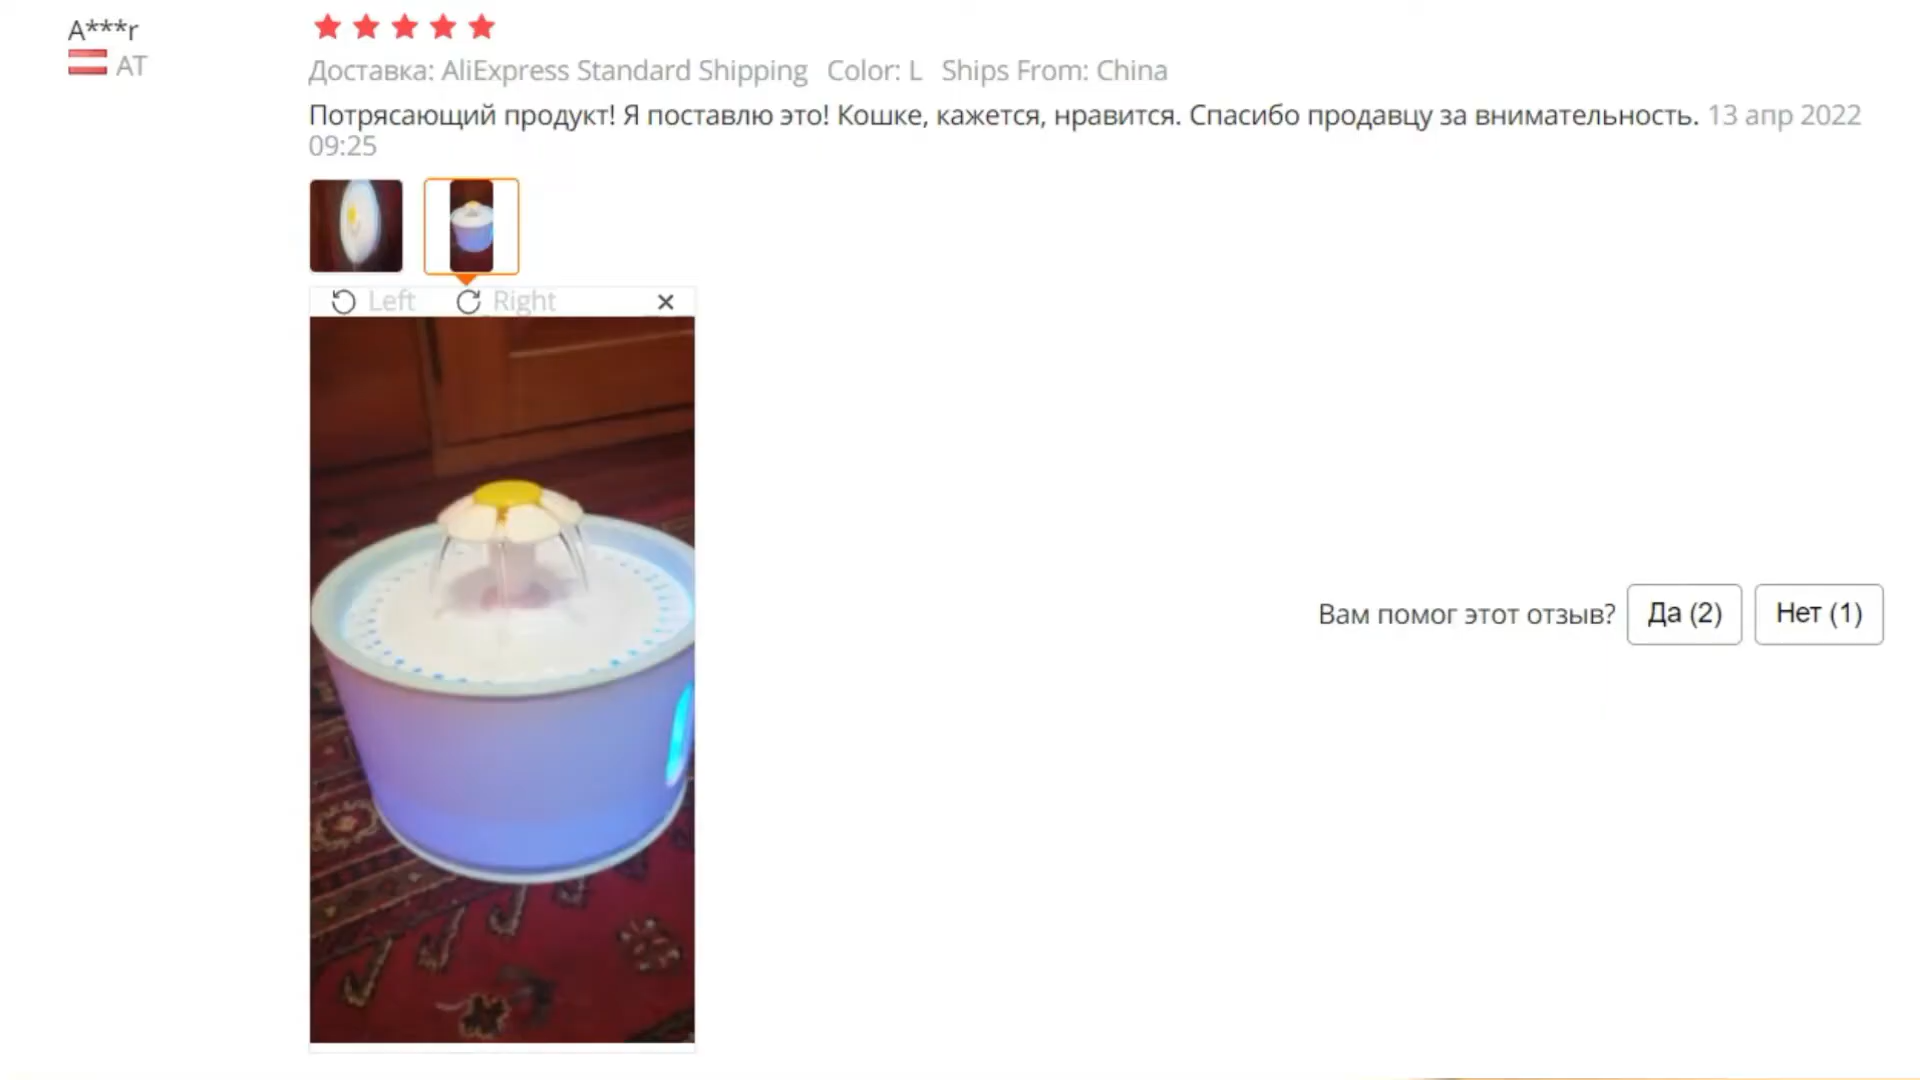 A***r
AT
Доставка: AliExpress Standard Shipping Color: L Ships From: China
Потрясающий продукт! Я поставлю это! Кошке, кажется, нравится. Спасибо продавцу за внимательность. 13 апр 2022
09:25
Left Right
Вам помог этот отзыв? Да (2) Нет (1)